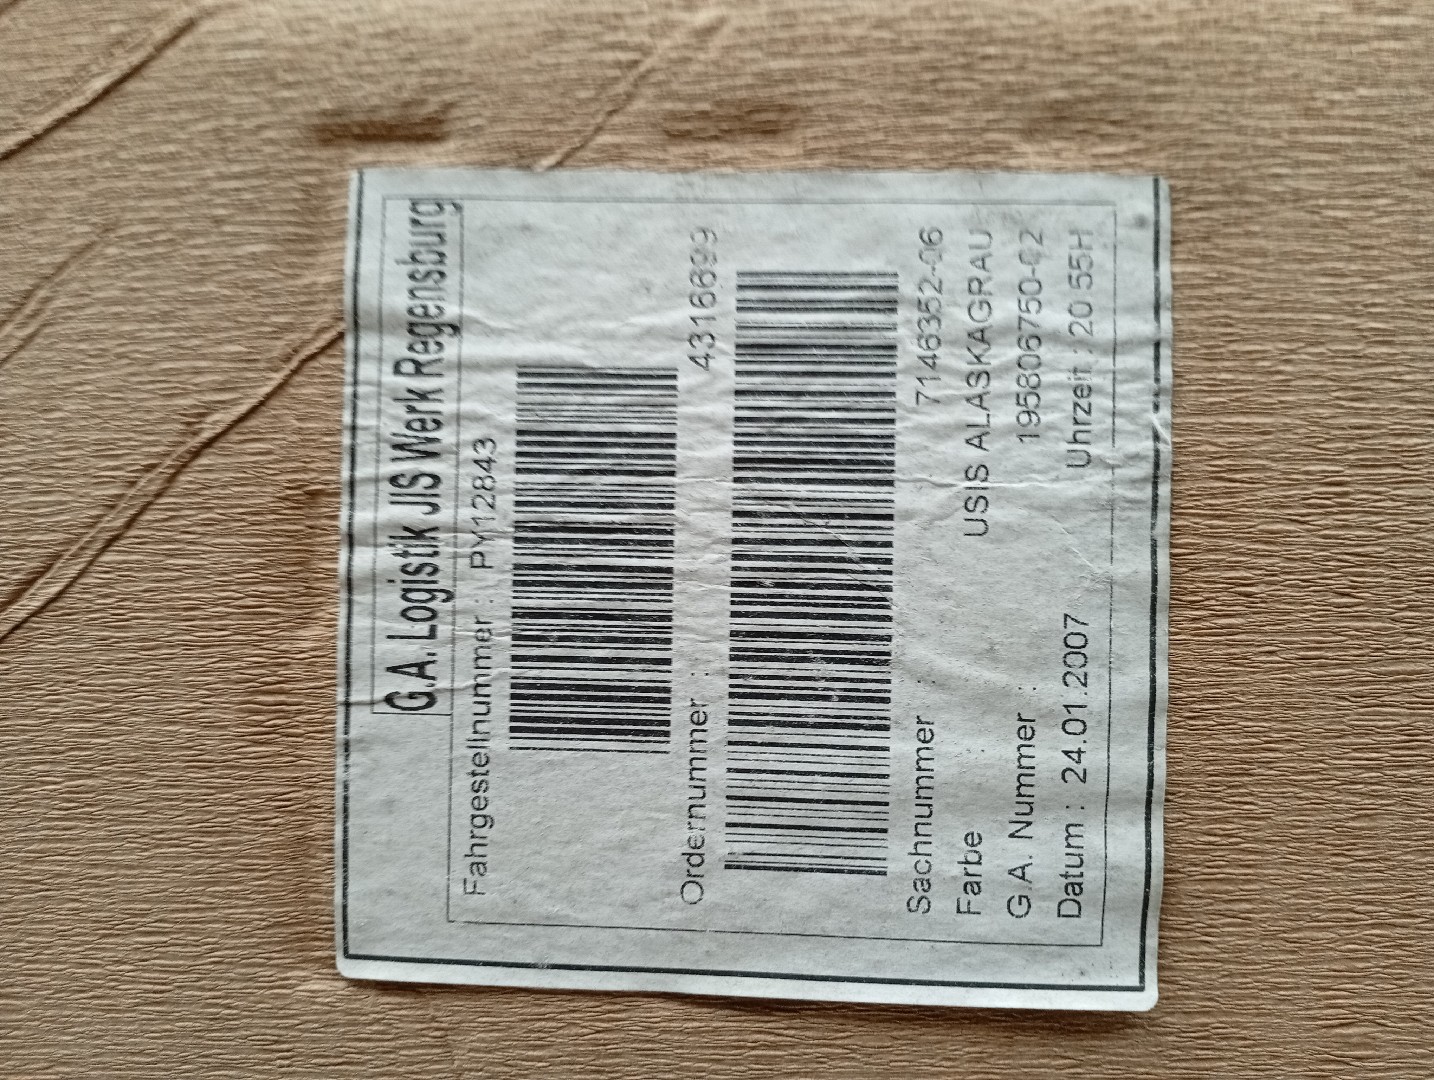 G.A. Logistik JIS Werk Regensburg
Fahrgestellnummer : PY12843
Ordernummer : 4316699
Sachnummer : 7146352-06
Farbe : USIS ALASKAGRAU
G.A. Nummer : 195806750-02
Datum : 24.01.2007 Uhrzeit : 20 55H